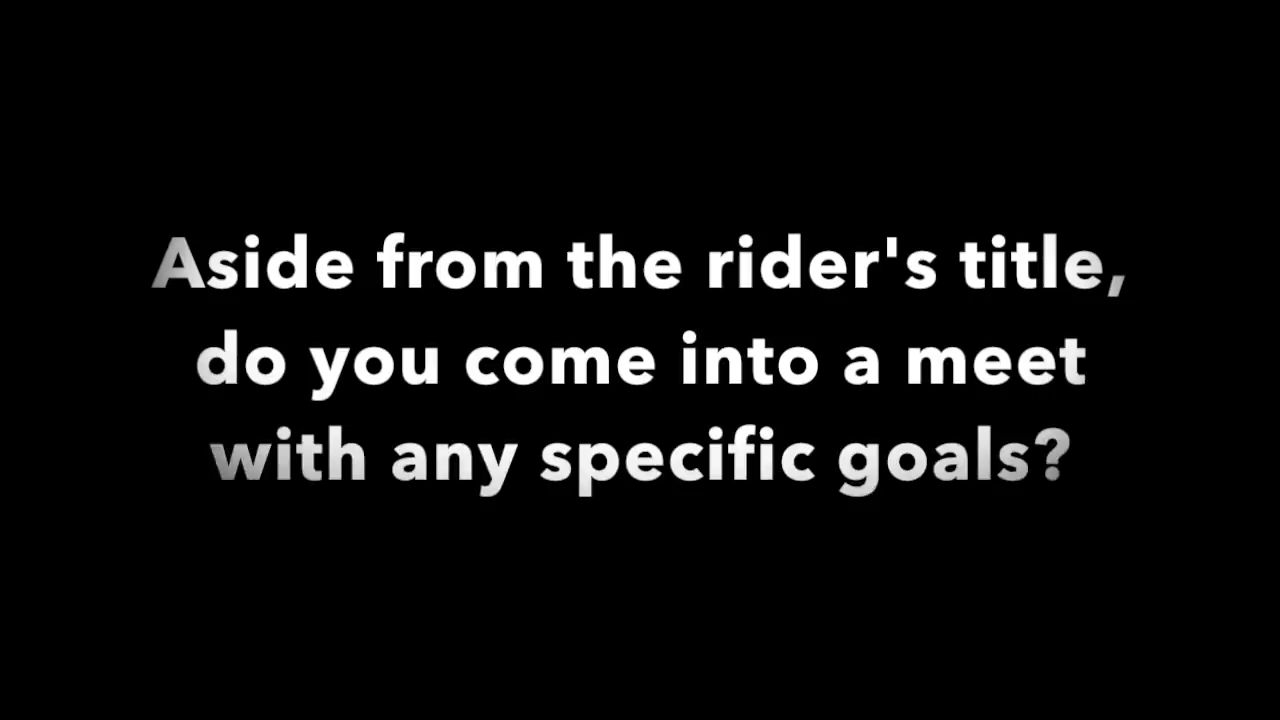 Aside from the rider's title,
do you come into a meet
with any specific goals?